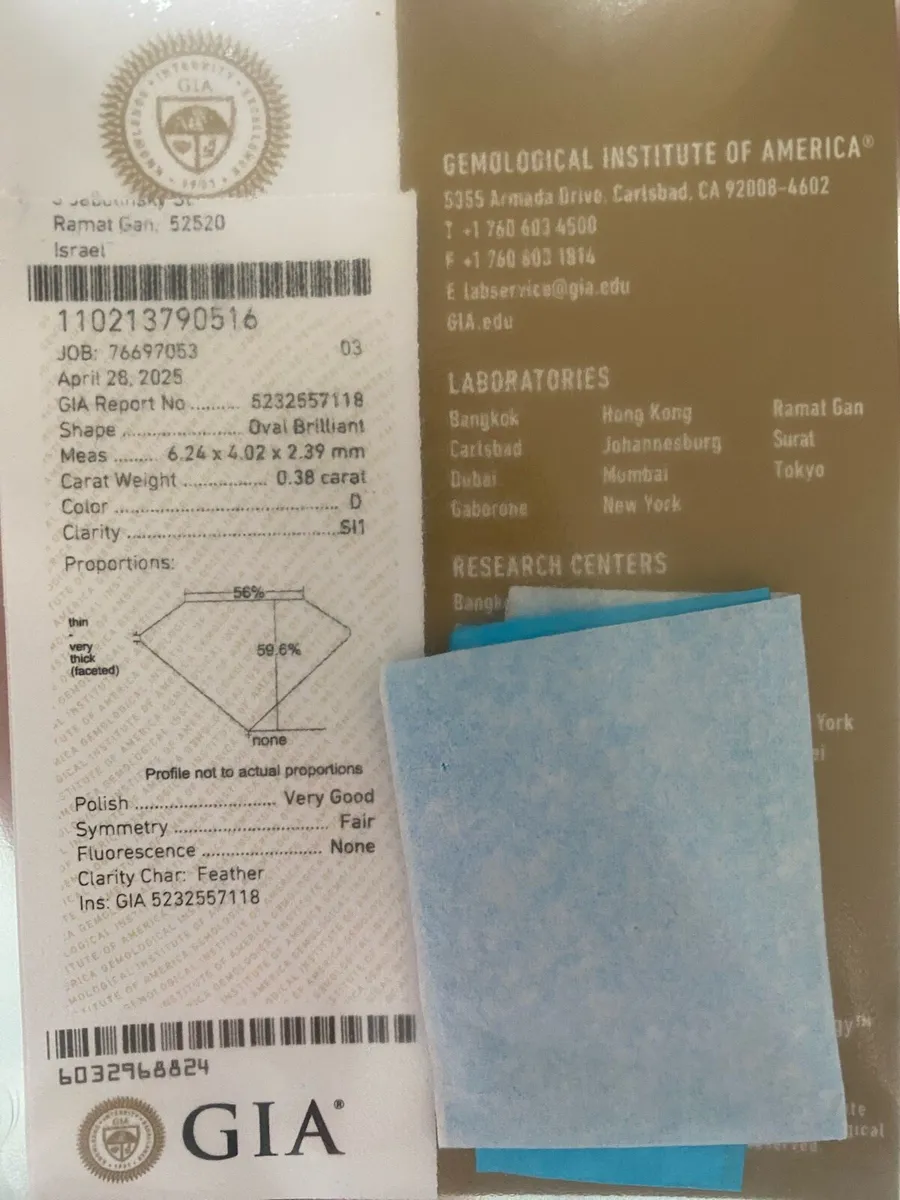 GIA
Ramat Gan, 52520
Israel
110213790516
JOB: 76697053 03
April 28, 2025
GIA Report No .......... 5232557118
Shape ...................... Oval Brilliant
Meas ......... 6.24 x 4.02 x 2.39 mm
Carat Weight ................ 0.38 carat
Color ........................................ D
Clarity ..................................... SI1
Proportions:
56%
thin
-
very
thick
(faceted)
59.6%
none
Profile not to actual proportions
Polish ........................... Very Good
Symmetry .............................. Fair
Fluorescence ....................... None
Clarity Char: Feather
Ins: GIA 5232557118
6032968824
GIA®
GEMOLOGICAL INSTITUTE OF AMERICA®
5355 Armada Drive, Carlsbad, CA 92008-4602
T +1 760 603 4500
F +1 760 603 1814
E labservice@gia.edu
GIA.edu
LABORATORIES
Bangkok Hong Kong Ramat Gan
Carlsbad Johannesburg Surat
Dubai Mumbai Tokyo
Gaborone New York
RESEARCH CENTERS
York